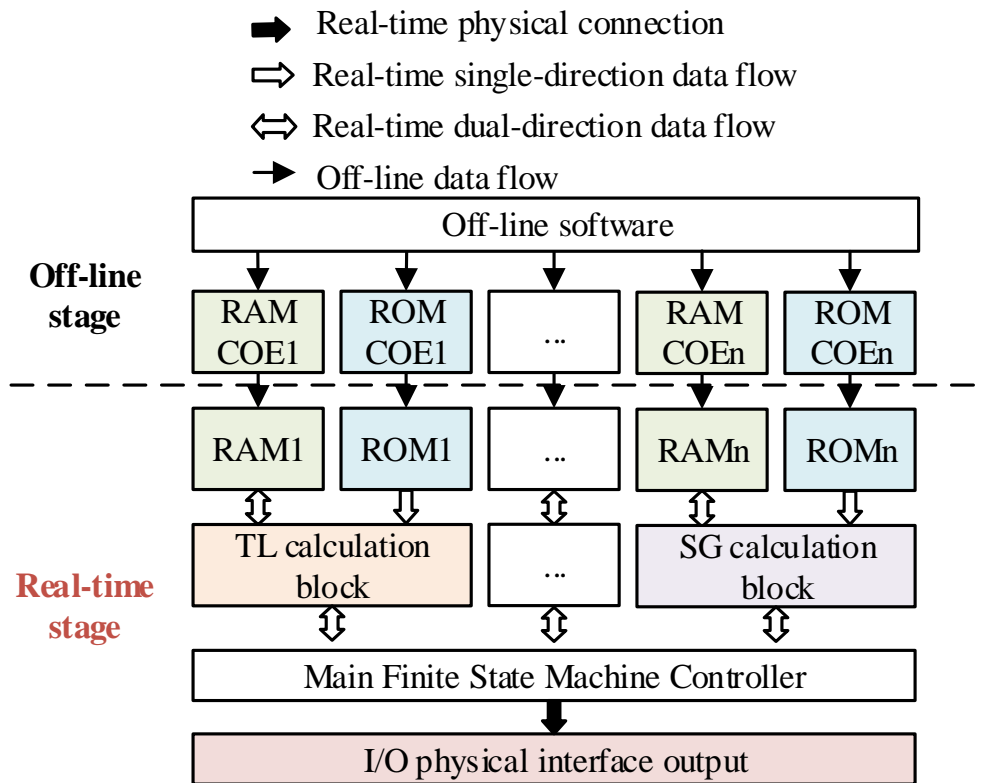 Real-time physical connection
Real-time single-direction data flow
Real-time dual-direction data flow
Off-line data flow
Off-line software
Off-line
stage
RAM
COE1
ROM
COE1
...
RAM
COEn
ROM
COEn
RAM1
ROM1
...
RAMn
ROMn
Real-time
stage
TL calculation
block
...
SG calculation
block
Main Finite State Machine Controller
I/O physical interface output